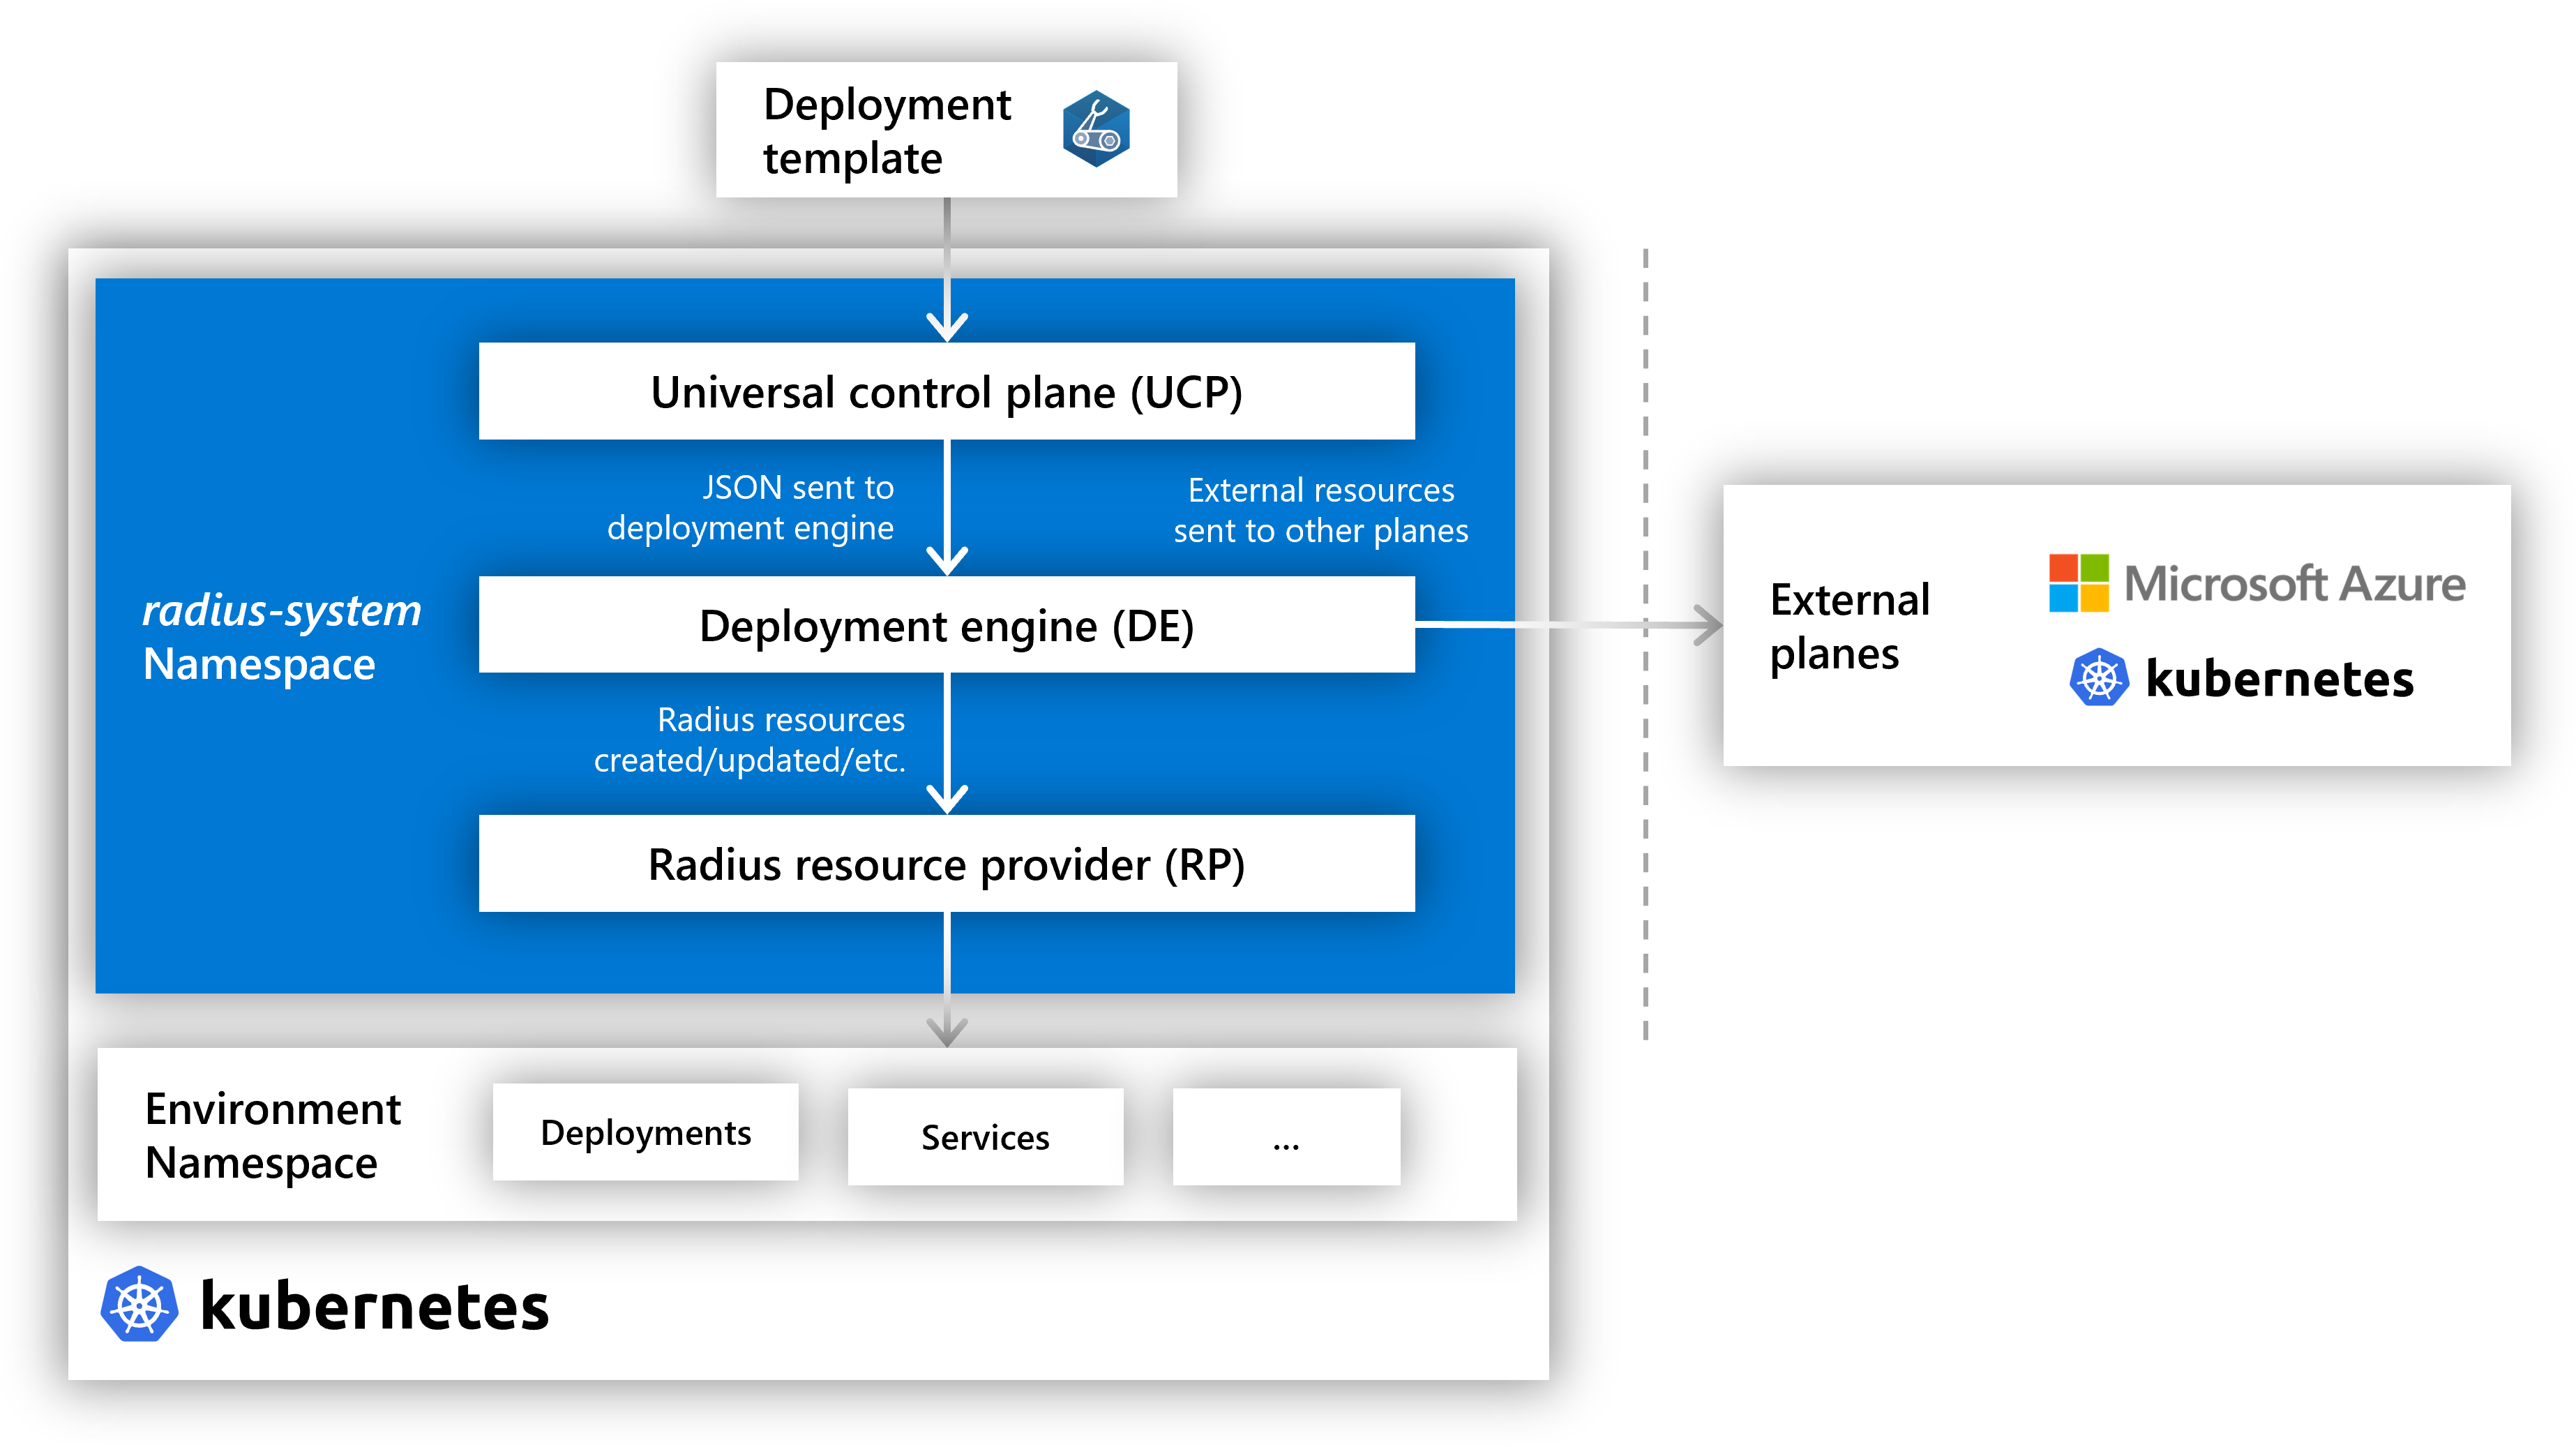 Deployment
template
Universal control plane (UCP)
JSON sent to
deployment engine
External resources
sent to other planes
radius-system
Namespace
Deployment engine (DE)
External
planes
Microsoft Azure
kubernetes
Radius resources
created/updated/etc.
Radius resource provider (RP)
Environment
Namespace
Deployments
Services
...
kubernetes